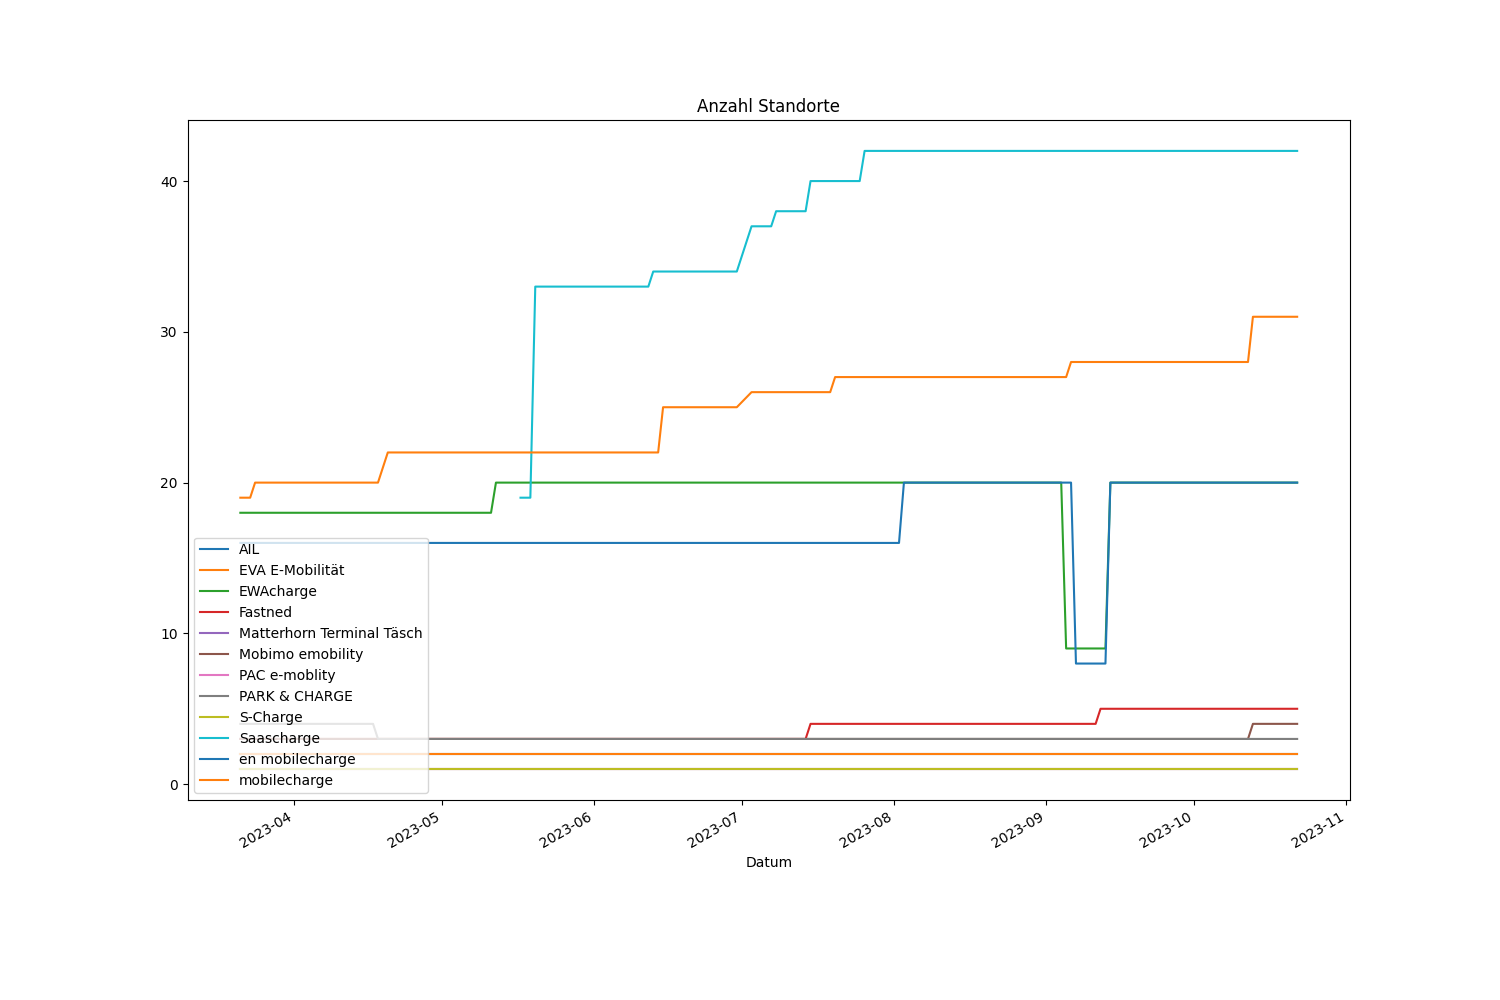 Anzahl Standorte
40
30
20
10
0
AIL
EVA E-Mobilität
EWAcharge
Fastned
Matterhorn Terminal Täsch
Mobimo emobility
PAC e-moblity
PARK & CHARGE
S-Charge
Saascharge
en mobilecharge
mobilecharge
2023-04
2023-05
2023-06
2023-07
2023-08
2023-09
2023-10
2023-11
Datum